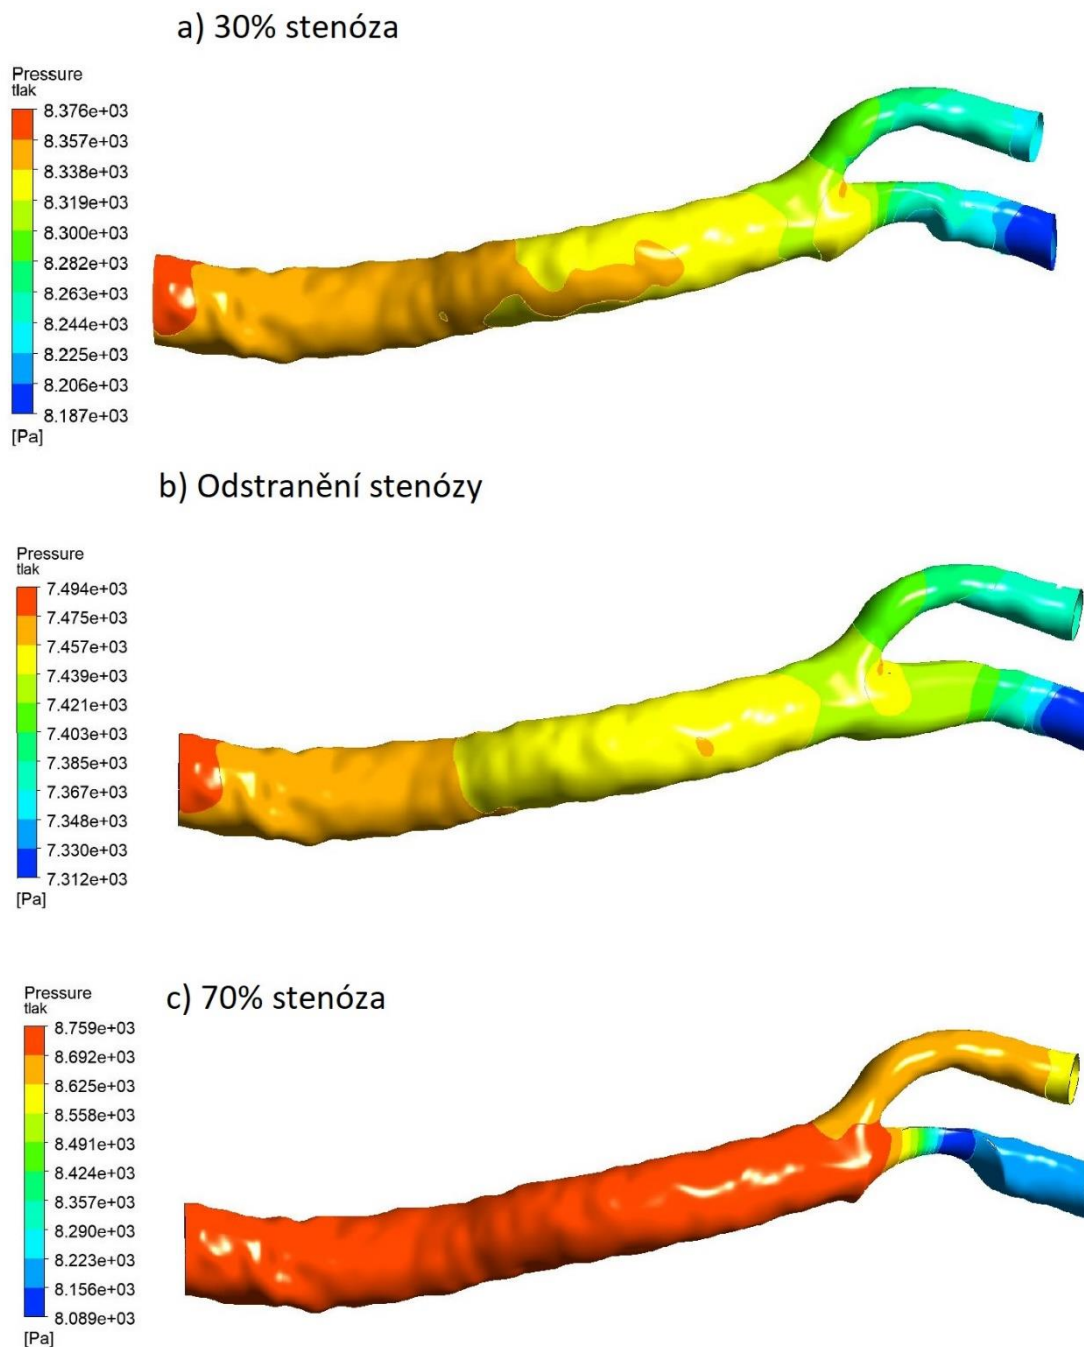 a) 30% stenóza
Pressure
tlak
8.376e+03
8.357e+03
8.338e+03
8.319e+03
8.300e+03
8.282e+03
8.263e+03
8.244e+03
8.225e+03
8.206e+03
8.187e+03
[Pa]
b) Odstranění stenózy
Pressure
tlak
7.494e+03
7.475e+03
7.457e+03
7.439e+03
7.421e+03
7.403e+03
7.385e+03
7.367e+03
7.348e+03
7.330e+03
7.312e+03
[Pa]
c) 70% stenóza
Pressure
tlak
8.759e+03
8.692e+03
8.625e+03
8.558e+03
8.491e+03
8.424e+03
8.357e+03
8.290e+03
8.223e+03
8.156e+03
8.089e+03
[Pa]